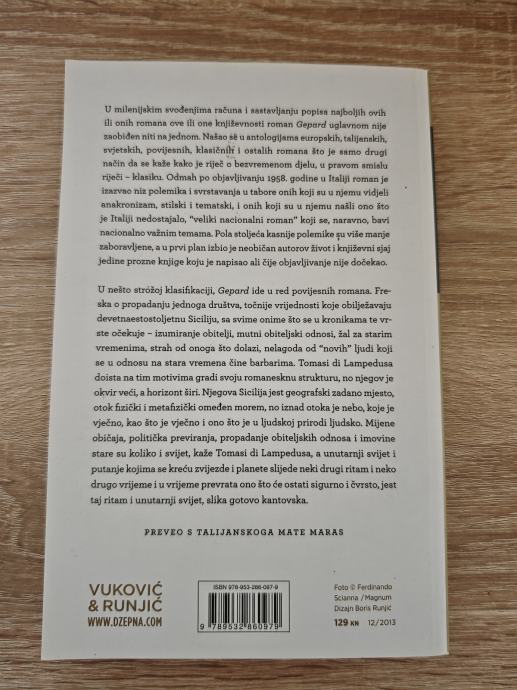 U milenijskim svođenjima računa i sastavljanju popisa najboljih ovih
ili onih romana ove ili one književnosti roman Gepard uglavnom nije
zaobiđen niti na jednom. Našao se u antologijama europskih, talijanskih,
svjetskih, povijesnih, klasičnih i ostalih romana što je samo drugi
način da se kaže kako je riječ o bezvremenom djelu, u pravom smislu
riječi – klasiku. Odmah po objavljivanju 1958. godine u Italiji roman je
izazvao niz polemika i svrstavanja u tabore onih koji su u njemu vidjeli
anakronizam, stilski i tematski, i onih koji su u njemu našli ono što
je Italiji nedostajalo, "veliki nacionalni roman" koji se, naravno, bavi
nacionalno važnim temama. Pola stoljeća kasnije polemike su više manje
zaboravljene, a u prvi plan izbio je neobičan autorov život i književni sjaj
jedine prozne knjige koju je napisao ali čije objavljivanje nije dočekao.
U nešto strožoj klasifikaciji, Gepard ide u red povijesnih romana. Fre-
ska o propadanju jednoga društva, točnije vrijednosti koje obilježavaju
devetnaestostoljetnu Siciliju, sa svime onime što se u kronikama te vr-
ste očekuje – izumiranje obitelji, mutni obiteljski odnosi, žal za starim
vremenima, strah od onoga što dolazi, nelagoda od "novih" ljudi koji
se u odnosu na stara vremena čine barbarima. Tomasi di Lampedusa
doista na tim motivima gradi svoju romanesknu strukturu, no njegov je
okvir veći, a horizont širi. Njegova Sicilija jest geografski zadano mjesto,
otok fizički i metafizički omeđen morem, no iznad otoka je nebo, koje je
vječno, kao što je vječno i ono što je u ljudskoj prirodi ljudsko. Mijene
običaja, politička previranja, propadanje obiteljskih odnosa i imovine
stare su koliko i svijet, kaže Tomasi di Lampedusa, a unutarnji svijet i
putanje kojima se kreću zvijezde i planete slijede neki drugi ritam i neko
drugo vrijeme i u vrijeme prevrata ono što će ostati sigurno i čvrsto, jest
taj ritam i unutarnji svijet, slika gotovo kantovska.
PREVEO S TALIJANSKOGA MATE MARAS
VUKOVIĆ
& RUNJIĆ
WWW.DZEPNA.COM
ISBN 978-953-286-097-9
9 789532 860979
Foto © Ferdinando
Scianna /Magnum
Dizajn Boris Runjić
129 KN 12/2013